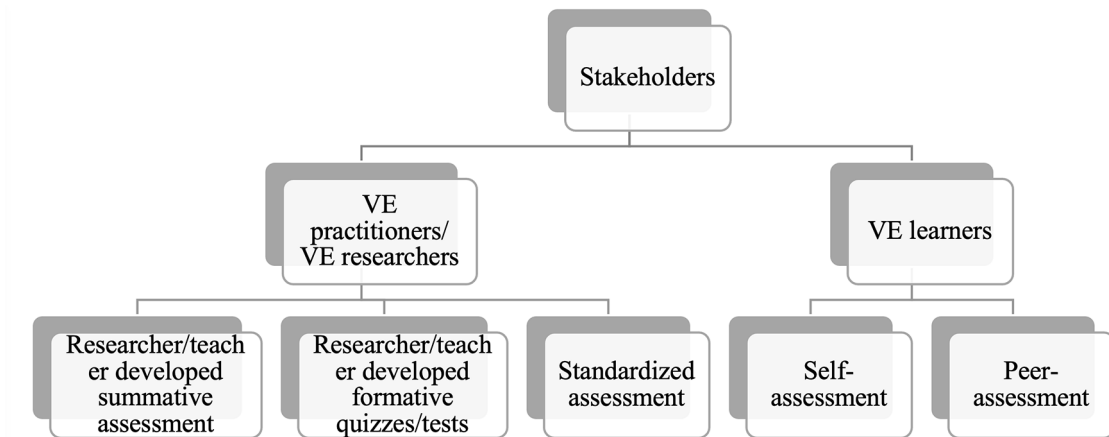 Stakeholders
VE
practitioners/
VE researchers
VE learners
Researcher/teach
er developed
summative
assessment
Researcher/teach
er developed
formative
quizzes/tests
Standardized
assessment
Self-
assessment
Peer-
assessment